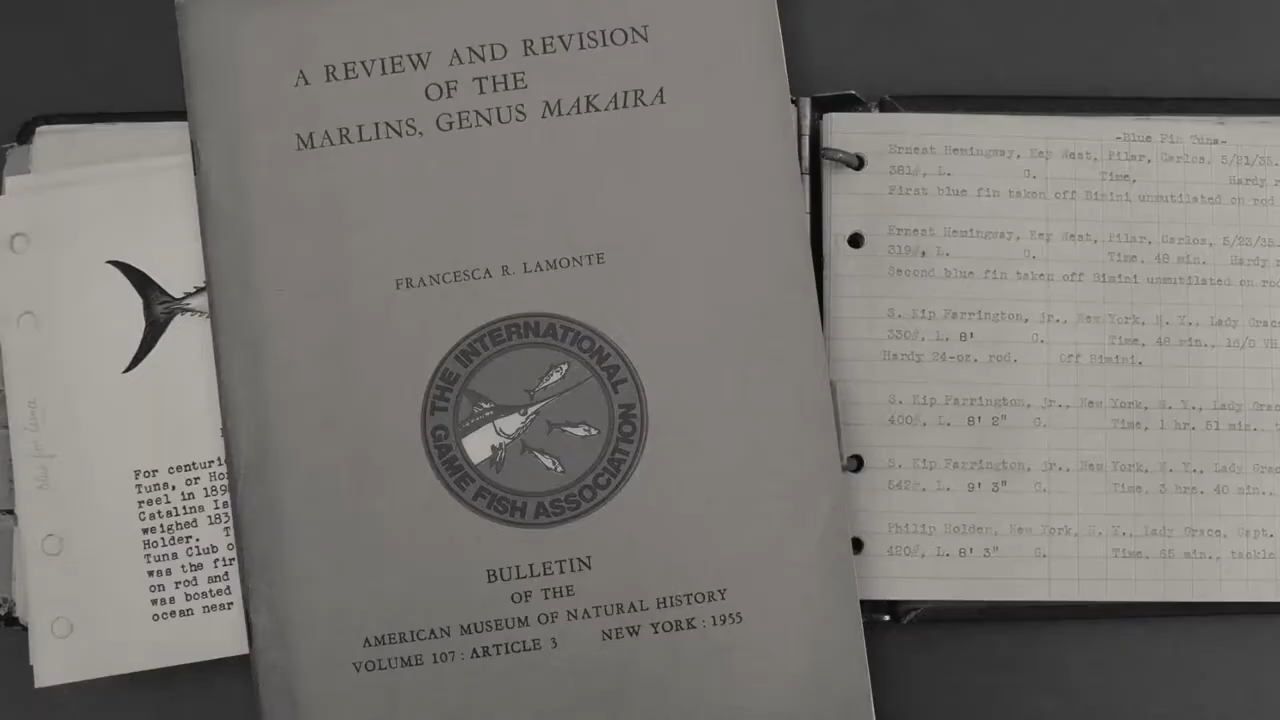 A REVIEW AND REVISION
OF THE
MARLINS, GENUS MAKAIRA
FRANCESCA R. LAMONTE
THE INTERNATIONAL
GAME FISH ASSOCIATION
BULLETIN
OF THE
AMERICAN MUSEUM OF NATURAL HISTORY
VOLUME 107 : ARTICLE 3 NEW YORK : 1955
For centuri
Tuna, or Ho
reel in 189
Catalina Is
weighed 183
Holder. T
Tuna Club o
was the fir
on rod and
was boated
ocean near
-Blue Fin Tuna-
Ernest Hemingway, Key West, Pilar, Carlos, 5/21/35.
381#, L. G. Time, Hardy
First blue fin taken off Bimini unmutilated on rod
Ernest Hemingway, Key West, Pilar, Carlos, 5/23/35.
319#, L. G. Time, 48 min. Hardy
Second blue fin taken off Bimini unmutilated on ro
S. Kip Farrington, jr., New York, N. Y., Lady Grac
330#, L. 8' G. Time, 48 min., 16/0
Hardy 24-oz. rod. Off Bimini.
S. Kip Farrington, jr., New York, N. Y., Lady Grac
400#, L. 8' 2" G. Time, 1 hr. 51 min.
S. Kip Farrington, jr., New York, N. Y., Lady Grac
542#, L. 9' 3" G. Time, 3 hrs. 40 min.,
Philip Holden, New York, N. Y., Lady Grace, Capt.
420#, L. 8' 3" G. Time, 65 min., tackle